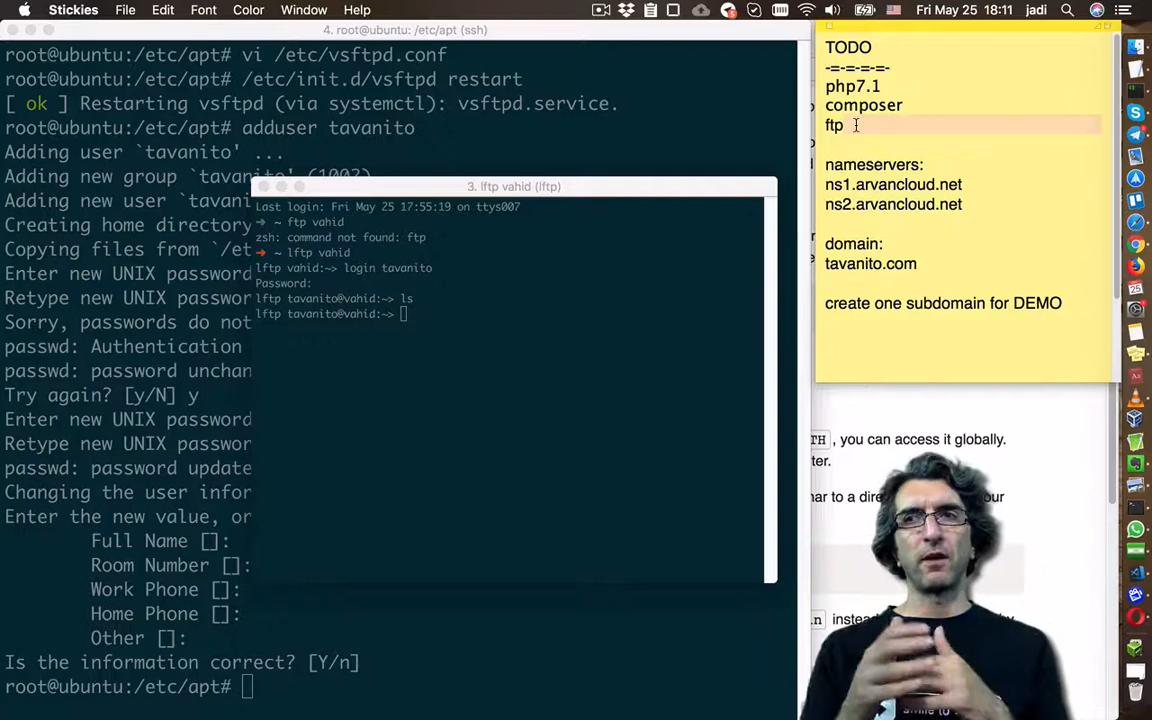 Stickies File Edit Font Color Note Window Help Fri May 25 18:11 jadi
4. root@ubuntu: /etc/apt (ssh)
root@ubuntu:/etc/apt# vi /etc/vsftpd.conf
root@ubuntu:/etc/apt# /etc/init.d/vsftpd restart
[ ok ] Restarting vsftpd (via systemctl): vsftpd.service.
root@ubuntu:/etc/apt# adduser tavanito
Adding user `tavanito' ...
Adding new group `tavanito' (1002)
Adding new user `tavani
Creating home directory
Copying files from `/et
Enter new UNIX password
Retype new UNIX passwor
Sorry, passwords do not
passwd: Authentication
passwd: password unchan
Try again? [y/N] y
Enter new UNIX password
Retype new UNIX passwor
passwd: password update
Changing the user infor
Enter the new value, or
Full Name []:
Room Number []:
Work Phone []:
Home Phone []:
Other []:
Is the information correct? [Y/n]
root@ubuntu:/etc/apt#
3. lftp vahid (lftp)
Last login: Fri May 25 17:55:19 on ttys007
➜ ~ ftp vahid
zsh: command not found: ftp
➜ ~ lftp vahid
lftp vahid:~> login tavanito
Password:
lftp tavanito@vahid:~> ls
lftp tavanito@vahid:~>
TODO
-=-=-=-=-
php7.1
composer
ftp
nameservers:
ns1.arvancloud.net
ns2.arvancloud.net
domain:
tavanito.com
create one subdomain for DEMO
TH , you can access it globally.
ter.
har to a dire our
n instead